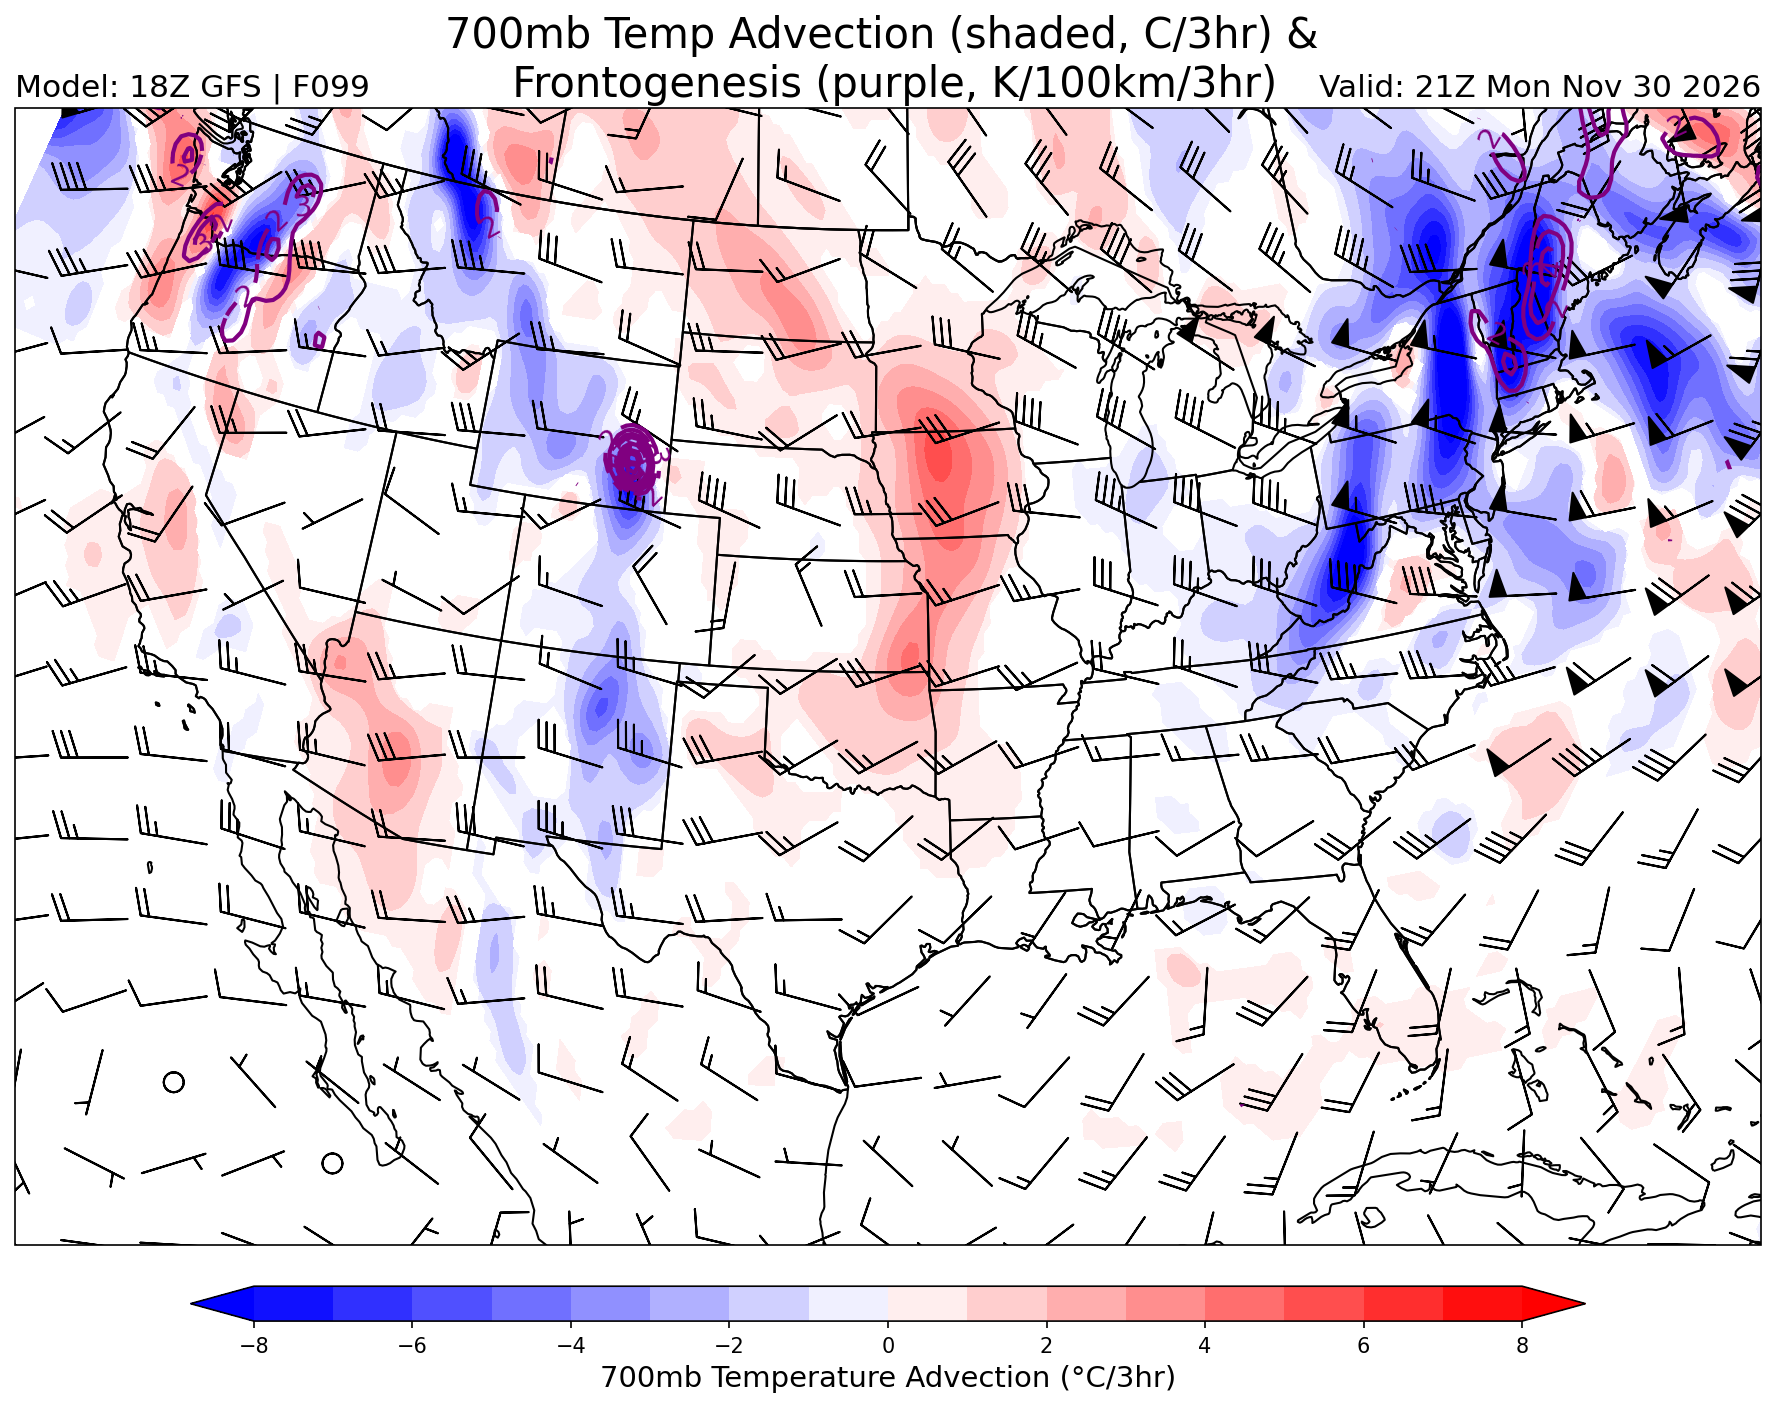 700mb Temp Advection (shaded, C/3hr) &
Frontogenesis (purple, K/100km/3hr)
Model: 18Z GFS | F099
Valid: 21Z Mon Nov 30 2026
−8 −6 −4 −2 0 2 4 6 8
700mb Temperature Advection (°C/3hr)